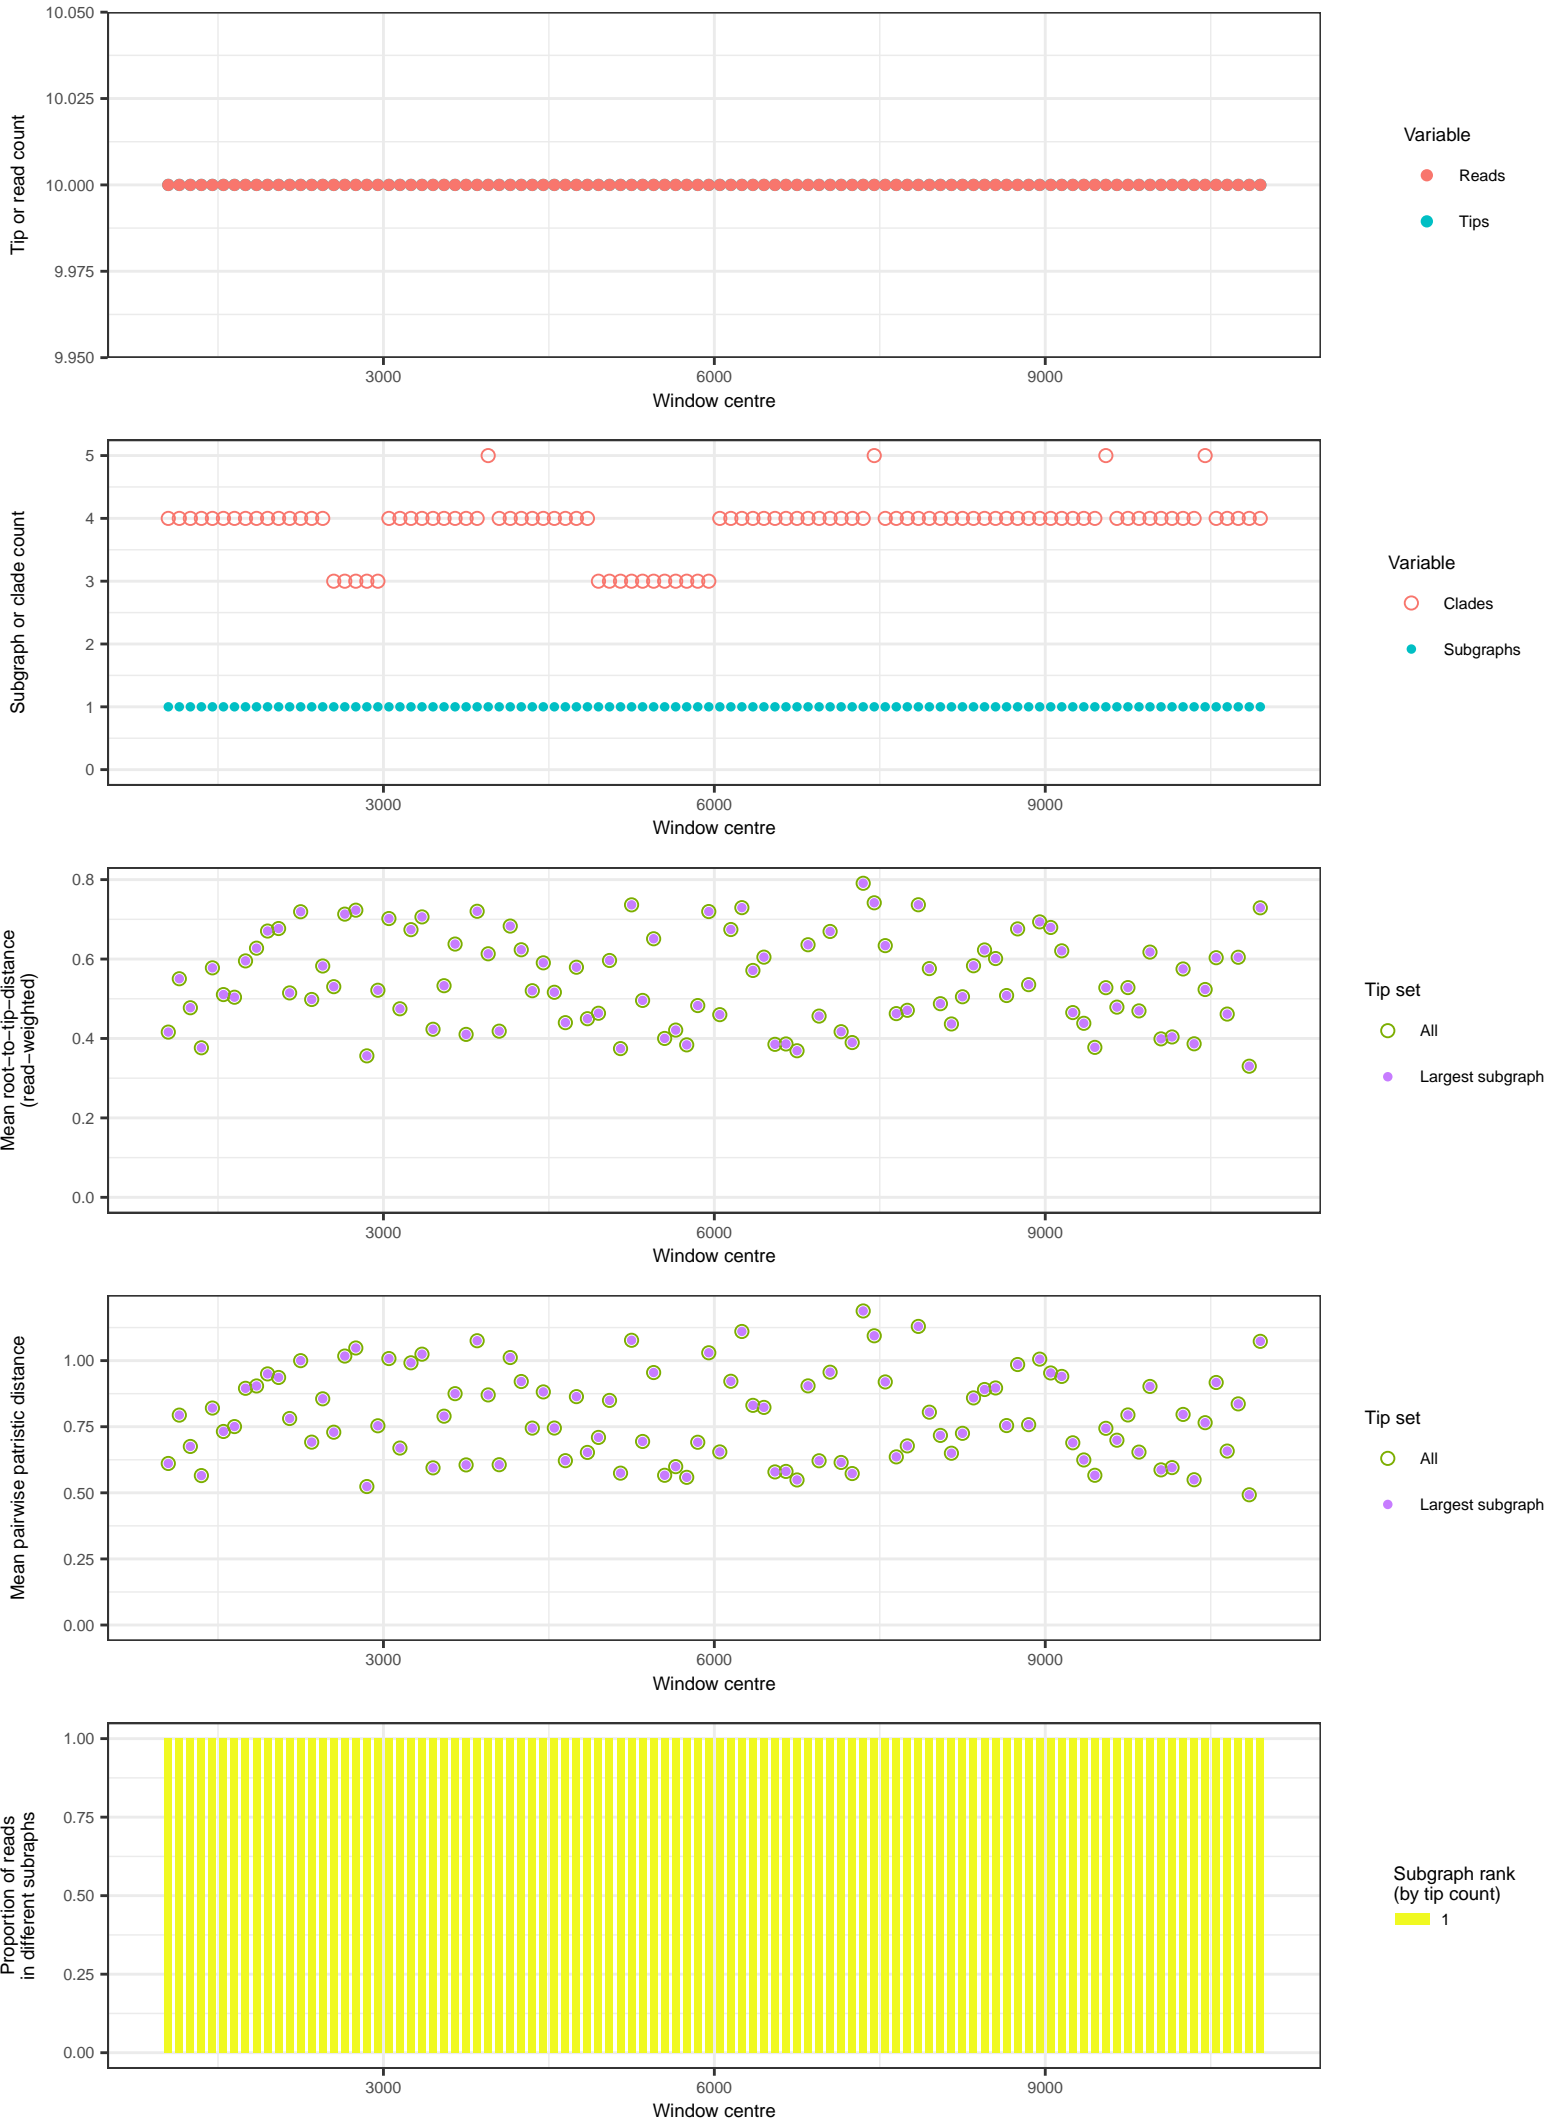 10.050
10.025
10.000
9.975
9.950
Tip or read count
3000
6000
9000
Window centre
Variable
Reads
Tips
5
4
3
2
1
0
Subgraph or clade count
3000
6000
9000
Window centre
Variable
Clades
Subgraphs
0.8
0.6
0.4
0.2
0.0
Mean root−to−tip−distance
(read−weighted)
3000
6000
9000
Window centre
Tip set
All
Largest subgraph
1.00
0.75
0.50
0.25
0.00
Mean pairwise patristic distance
3000
6000
9000
Window centre
Tip set
All
Largest subgraph
1.00
0.75
0.50
0.25
0.00
Proportion of reads
in different subraphs
3000
6000
9000
Window centre
Subgraph rank
(by tip count)
1